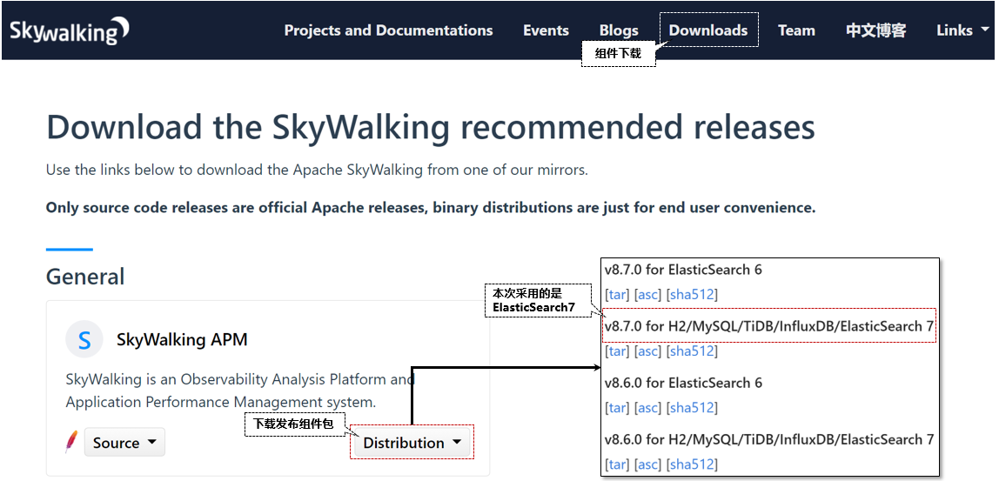 Skywalking
Projects and Documentations
Events
Blogs
Downloads
Team
中文博客
Links
组件下载
Download the SkyWalking recommended releases
Use the links below to download the Apache SkyWalking from one of our mirrors.
Only source code releases are official Apache releases, binary distributions are just for end user convenience.
General
S
SkyWalking APM
SkyWalking is an Observability Analysis Platform and
Application Performance Management system.
下载发布组件包
Source
Distribution
本次采用的是
ElasticSearch7
v8.7.0 for ElasticSearch 6
[tar] [asc] [sha512]
v8.7.0 for H2/MySQL/TiDB/InfluxDB/ElasticSearch 7
[tar] [asc] [sha512]
v8.6.0 for ElasticSearch 6
[tar] [asc] [sha512]
v8.6.0 for H2/MySQL/TiDB/InfluxDB/ElasticSearch 7
[tar] [asc] [sha512]